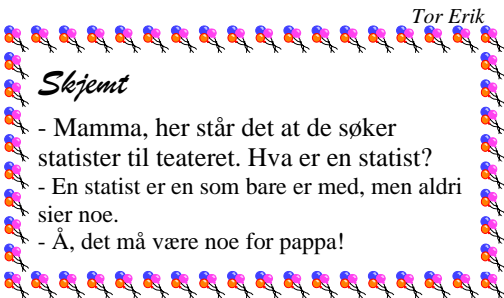 Tor Erik
Skjemt
- Mamma, her står det at de søker
statister til teateret. Hva er en statist?
- En statist er en som bare er med, men aldri
sier noe.
- Å, det må være noe for pappa!